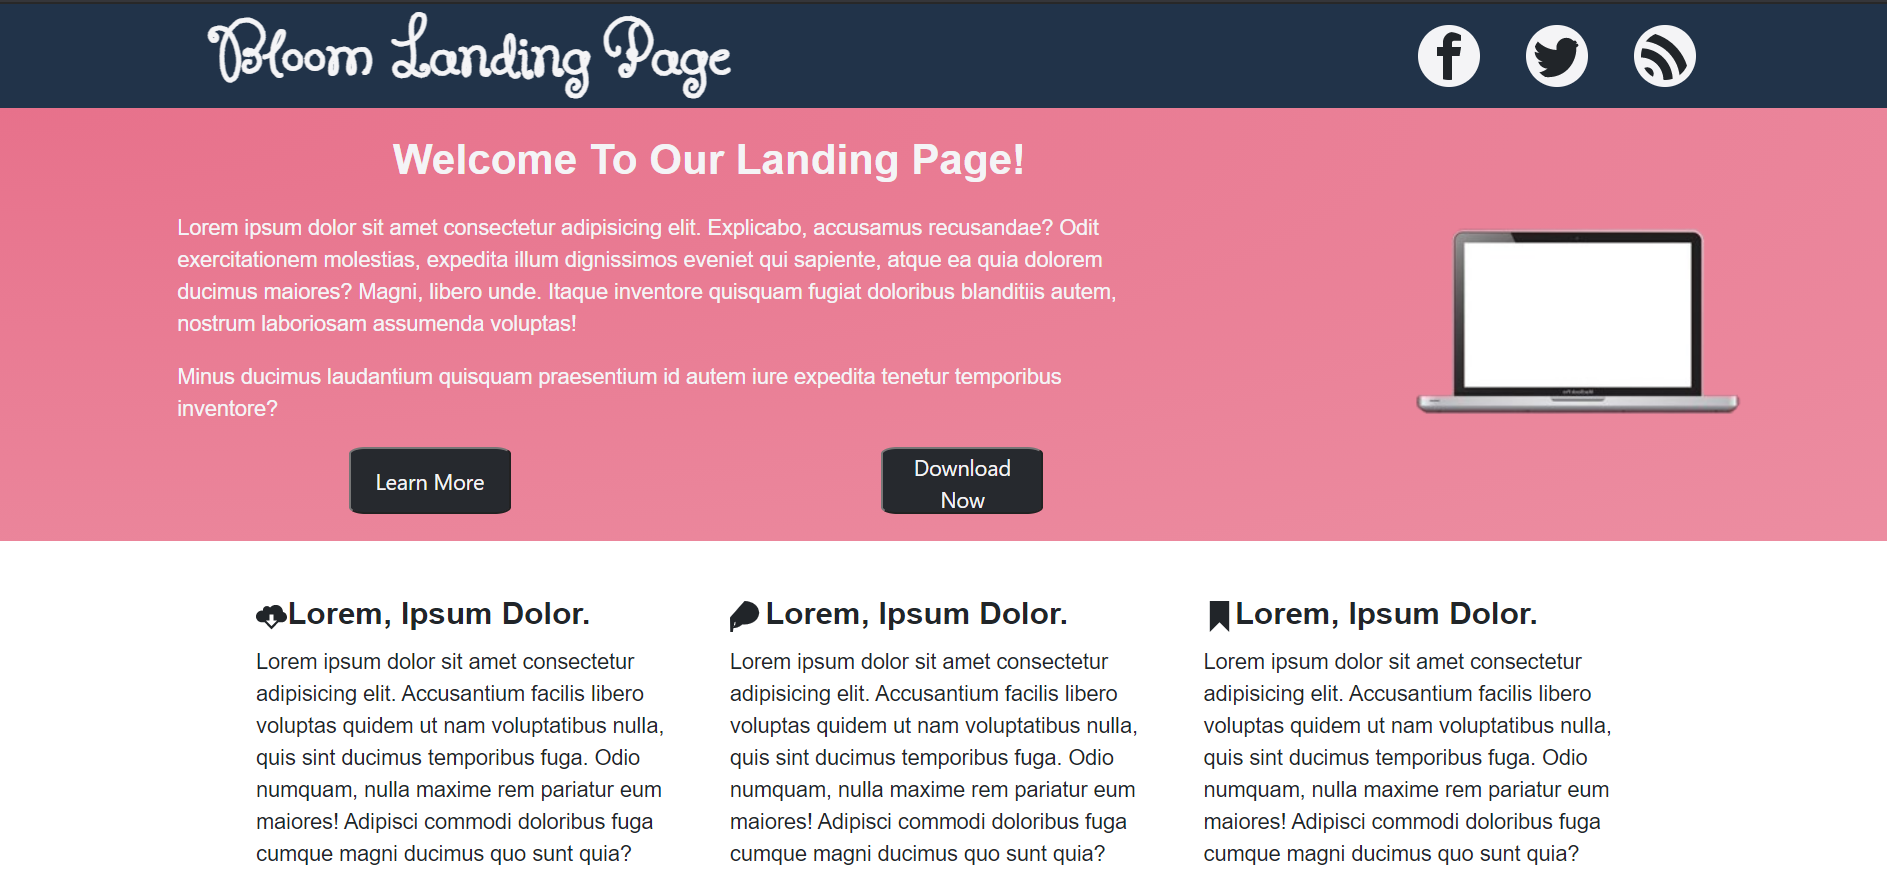 Bloom Landing Page
Welcome To Our Landing Page!
Lorem ipsum dolor sit amet consectetur adipisicing elit. Explicabo, accusamus recusandae? Odit
exercitationem molestias, expedita illum dignissimos eveniet qui sapiente, atque ea quia dolorem
ducimus maiores? Magni, libero unde. Itaque inventore quisquam fugiat doloribus blanditiis autem,
nostrum laboriosam assumenda voluptas!
Minus ducimus laudantium quisquam praesentium id autem iure expedita tenetur temporibus
inventore?
Learn More
Download
Now
Lorem, Ipsum Dolor.
Lorem ipsum dolor sit amet consectetur
adipisicing elit. Accusantium facilis libero
voluptas quidem ut nam voluptatibus nulla,
quis sint ducimus temporibus fuga. Odio
numquam, nulla maxime rem pariatur eum
maiores! Adipisci commodi doloribus fuga
cumque magni ducimus quo sunt quia?
Lorem, Ipsum Dolor.
Lorem ipsum dolor sit amet consectetur
adipisicing elit. Accusantium facilis libero
voluptas quidem ut nam voluptatibus nulla,
quis sint ducimus temporibus fuga. Odio
numquam, nulla maxime rem pariatur eum
maiores! Adipisci commodi doloribus fuga
cumque magni ducimus quo sunt quia?
Lorem, Ipsum Dolor.
Lorem ipsum dolor sit amet consectetur
adipisicing elit. Accusantium facilis libero
voluptas quidem ut nam voluptatibus nulla,
quis sint ducimus temporibus fuga. Odio
numquam, nulla maxime rem pariatur eum
maiores! Adipisci commodi doloribus fuga
cumque magni ducimus quo sunt quia?